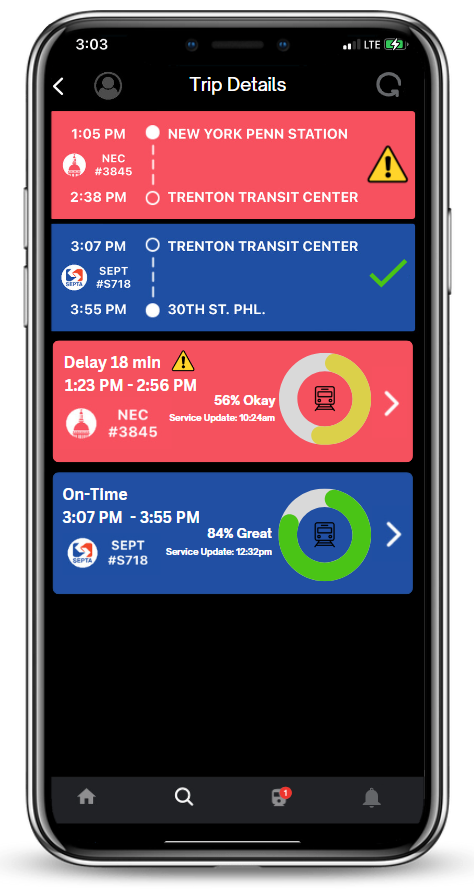 3:03
LTE
Trip Details
1:05 PM
NEW YORK PENN STATION
NEC
#3845
2:38 PM
TRENTON TRANSIT CENTER
3:07 PM
TRENTON TRANSIT CENTER
SEPT
#S718
SEPTA
3:55 PM
30TH ST. PHL.
Delay 18 min
1:23 PM - 2:56 PM
56% Okay
Service Update: 10:24am
NEC
#3845
On-Time
3:07 PM - 3:55 PM
84% Great
Service Update: 12:32pm
SEPT
#S718
SEPTA
1